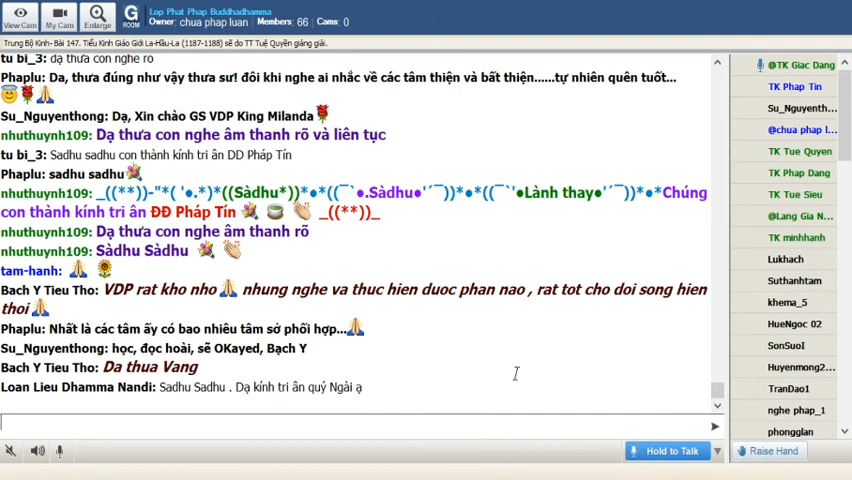 View Cam
My Cam
Enlarge
G
ROOM
Lop Phat Phap Buddhadhamma
Owner: chua phap luan Members: 66 Cams: 0
Trung Bộ Kinh- Bài 147. Tiểu Kinh Giáo Giới La-Hầu-La (1187-1188) sẽ do TT Tuệ Quyền giảng giải.
tu bi_3: dạ thưa con nghe ro
Phaplu: Da, thưa đúng như vậy thưa sư! đôi khi nghe ai nhắc về các tâm thiện và bất thiện......tự nhiên quên tuốt...
Su_Nguyenthong: Dạ, Xin chào GS VDP King Milanda
nhuthuynh109: Dạ thưa con nghe âm thanh rõ và liên tục
tu bi_3: Sadhu sadhu con thành kính tri ân DD Pháp Tín
Phaplu: sadhu sadhu
nhuthuynh109: _((**))-"*( '●.*)*((Sàdhu*))*●*((¯`●.Sàdhu●'´¯))*●*((¯`'●Lành thay●'´¯))*●*Chúng
con thành kính tri ân ĐĐ Pháp Tín _((**))_
nhuthuynh109: Dạ thưa con nghe âm thanh rõ
nhuthuynh109: Sàdhu Sàdhu
tam-hanh:
Bach Y Tieu Tho: VDP rat kho nho nhung nghe va thuc hien duoc phan nao , rat tot cho doi song hien
thoi
Phaplu: Nhất là các tâm ấy có bao nhiêu tâm sở phối hợp...
Su_Nguyenthong: học, đọc hoài, sẽ OKayed, Bạch Y
Bach Y Tieu Tho: Da thua Vang
Loan Lieu Dhamma Nandi: Sadhu Sadhu . Dạ kính tri ân quý Ngài ạ
Hold to Talk
@TK Giac Dang
TK Phap Tin
Su_Nguyenth...
@chua phap l...
TK Tue Quyen
TK Phap Dang
TK Tue Sieu
@Lang Gia N...
TK minhhanh
Lukhach
Suthanhtam
khema_5
HueNgoc 02
SonSuoI
Huyenmong2...
TranDao1
nghe phap_1
phongglan
Raise Hand